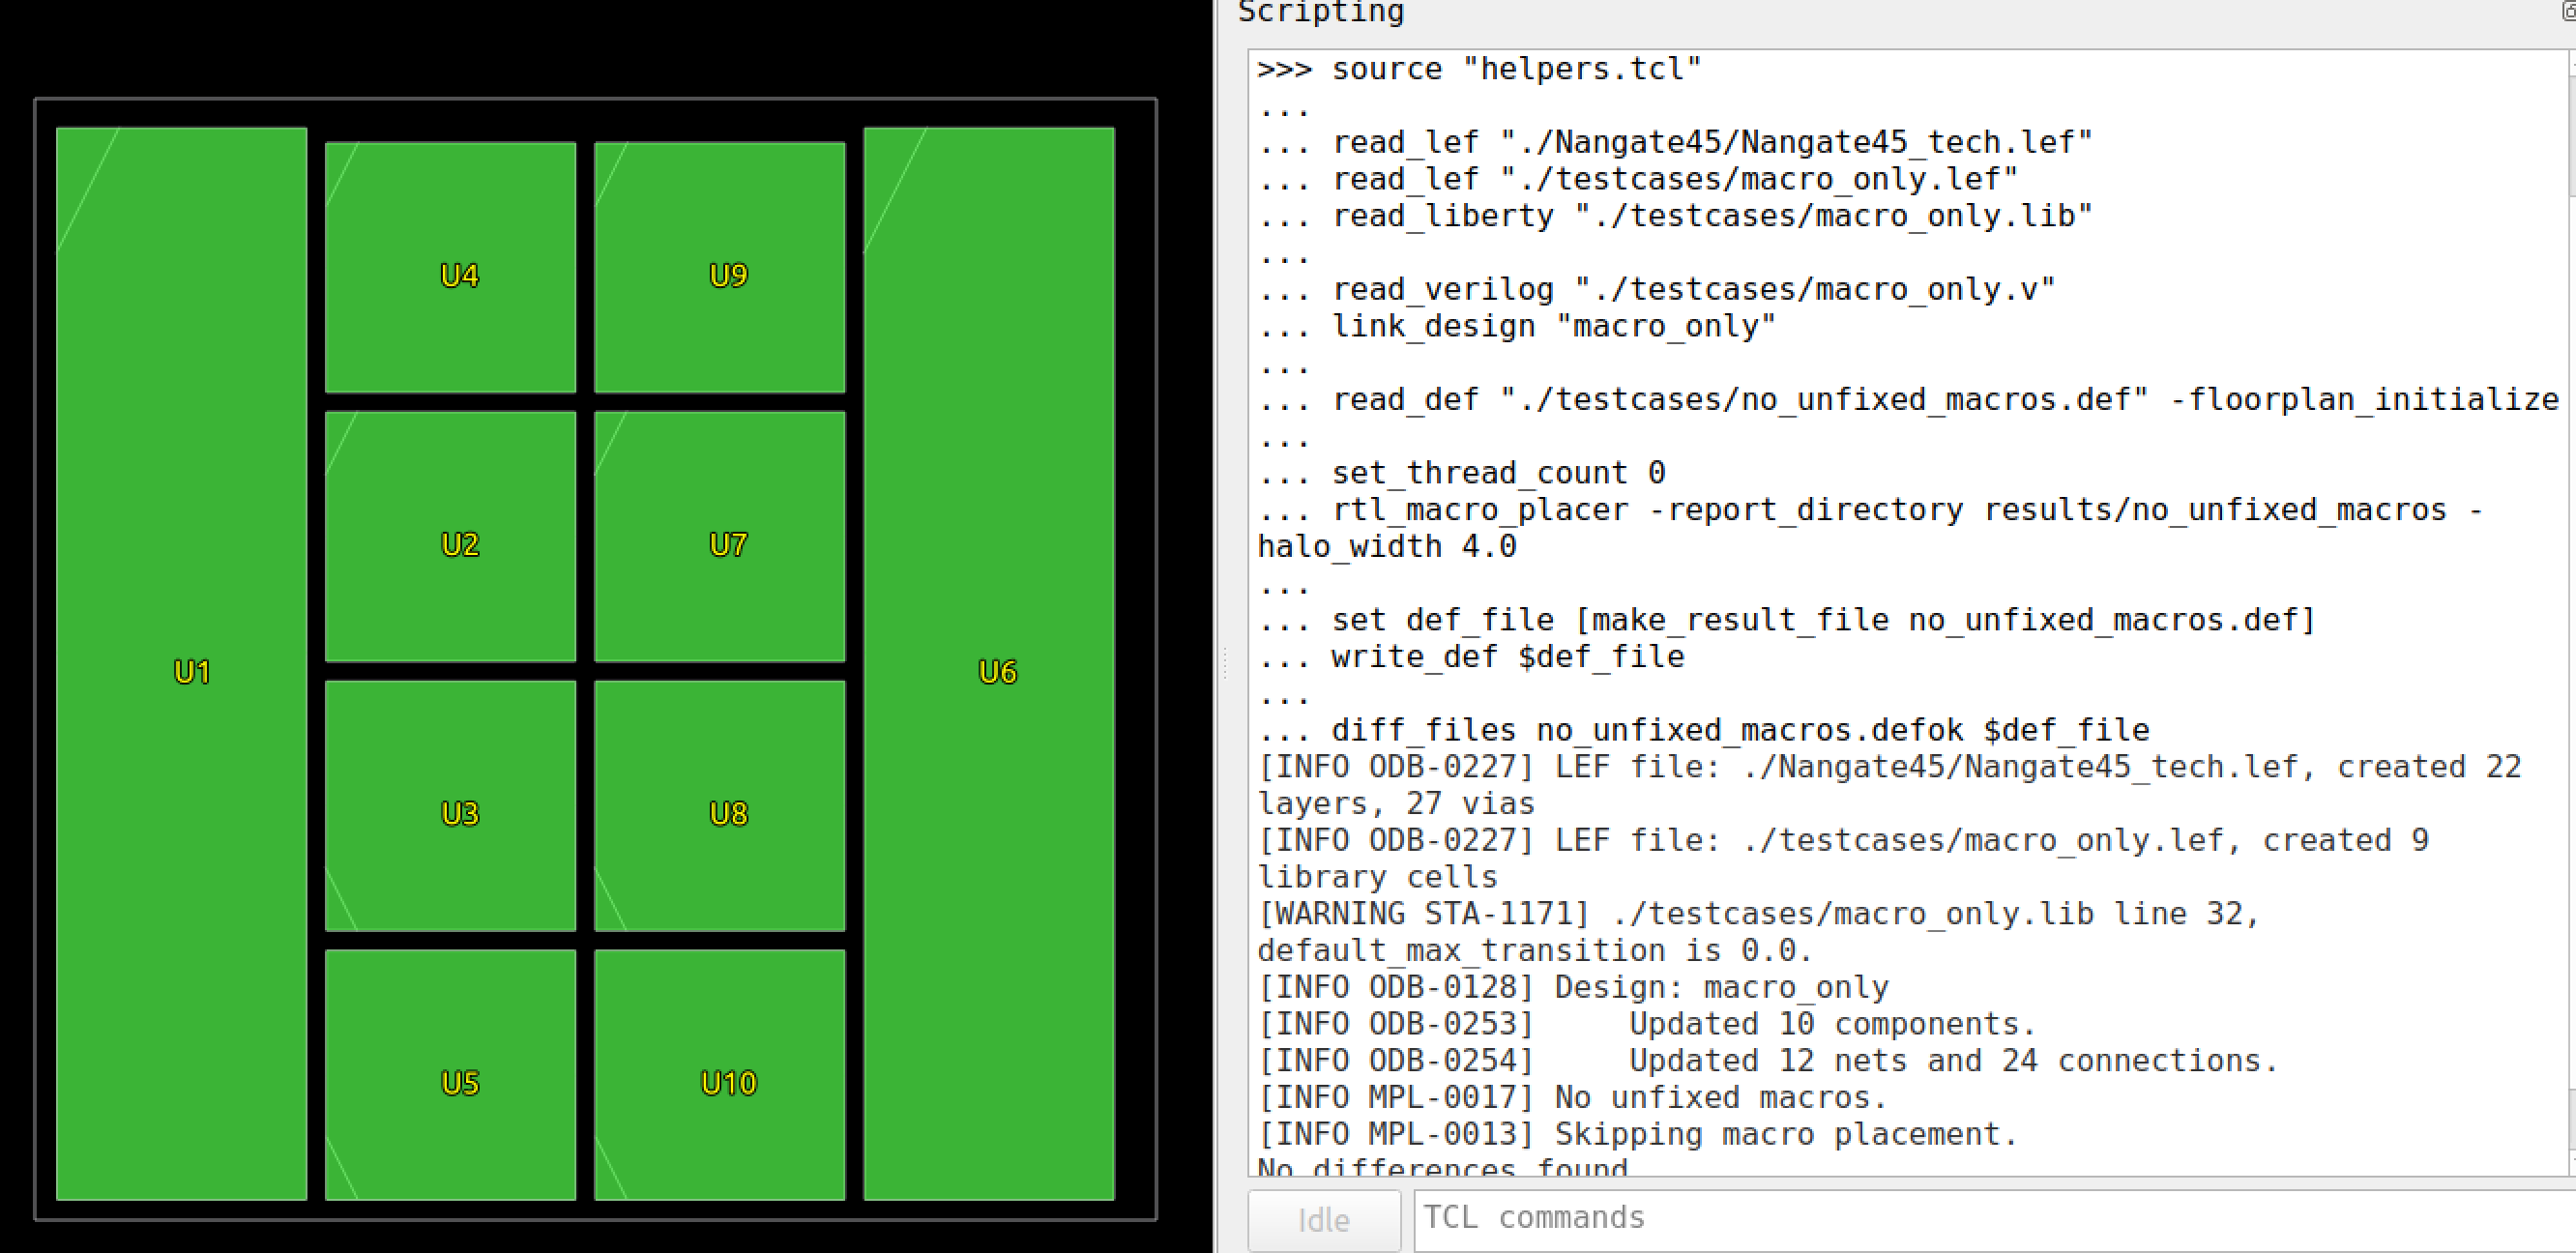 U4
U9
U2
U7
U1
U6
U3
U8
U5
U10
Scripting
>>> source "helpers.tcl"
...
... read_lef "./Nangate45/Nangate45_tech.lef"
... read_lef "./testcases/macro_only.lef"
... read_liberty "./testcases/macro_only.lib"
...
... read_verilog "./testcases/macro_only.v"
... link_design "macro_only"
...
... read_def "./testcases/no_unfixed_macros.def" -floorplan_initialize
...
... set_thread_count 0
... rtl_macro_placer -report_directory results/no_unfixed_macros -
halo_width 4.0
...
... set def_file [make_result_file no_unfixed_macros.def]
... write_def $def_file
...
... diff_files no_unfixed_macros.defok $def_file
[INFO ODB-0227] LEF file: ./Nangate45/Nangate45_tech.lef, created 22
layers, 27 vias
[INFO ODB-0227] LEF file: ./testcases/macro_only.lef, created 9
library cells
[WARNING STA-1171] ./testcases/macro_only.lib line 32,
default_max_transition is 0.0.
[INFO ODB-0128] Design: macro_only
[INFO ODB-0253]     Updated 10 components.
[INFO ODB-0254]     Updated 12 nets and 24 connections.
[INFO MPL-0017] No unfixed macros.
[INFO MPL-0013] Skipping macro placement.
No differences found
Idle
TCL commands